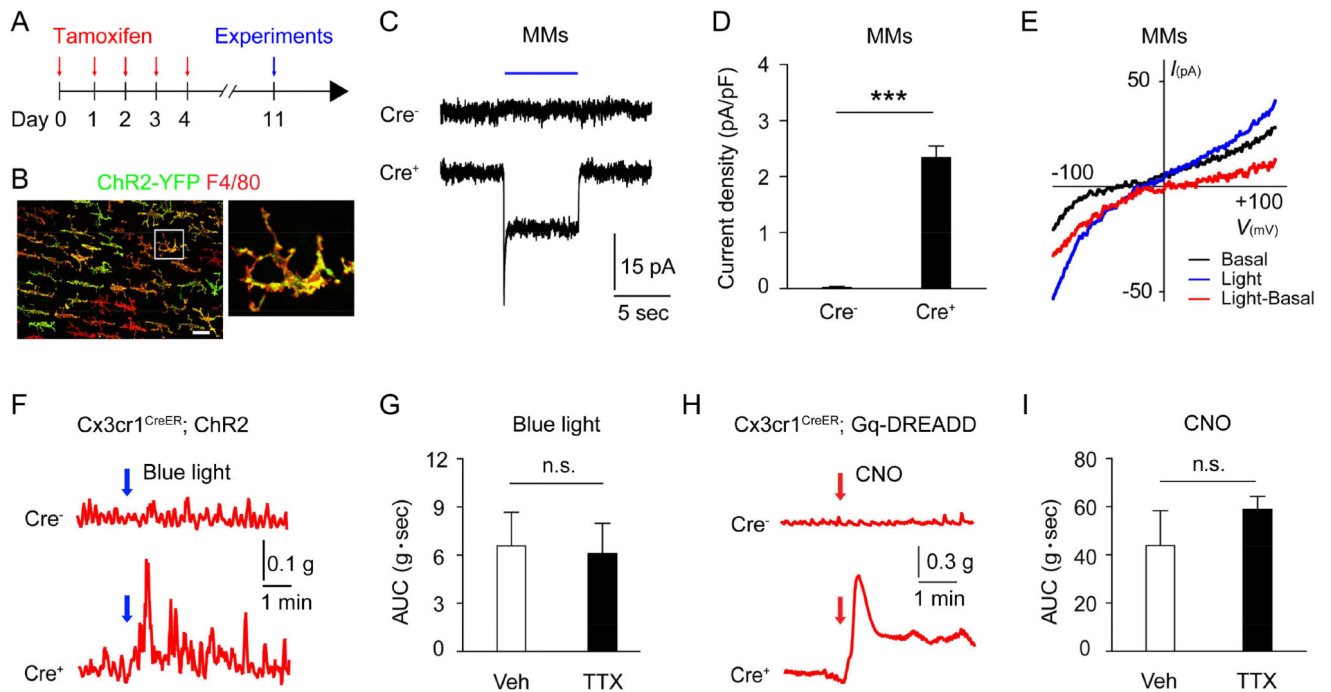 A
Tamoxifen
Experiments
Day 0 1 2 3 4 11
B
ChR2-YFP F4/80
C
MMs
Cre⁻
Cre⁺
15 pA
5 sec
D
MMs
Current density (pA/pF)
4
3
2
1
0
***
Cre⁻ Cre⁺
E
MMs
I(pA)
50
-100
+100
V(mV)
-50
Basal
Light
Light-Basal
F
Cx3cr1^CreER; ChR2
Blue light
Cre⁻
0.1 g
1 min
Cre⁺
G
Blue light
AUC (g·sec)
12
9
6
3
0
n.s.
Veh TTX
H
Cx3cr1^CreER; Gq-DREADD
CNO
Cre⁻
0.3 g
1 min
Cre⁺
I
CNO
AUC (g·sec)
80
60
40
20
0
n.s.
Veh TTX